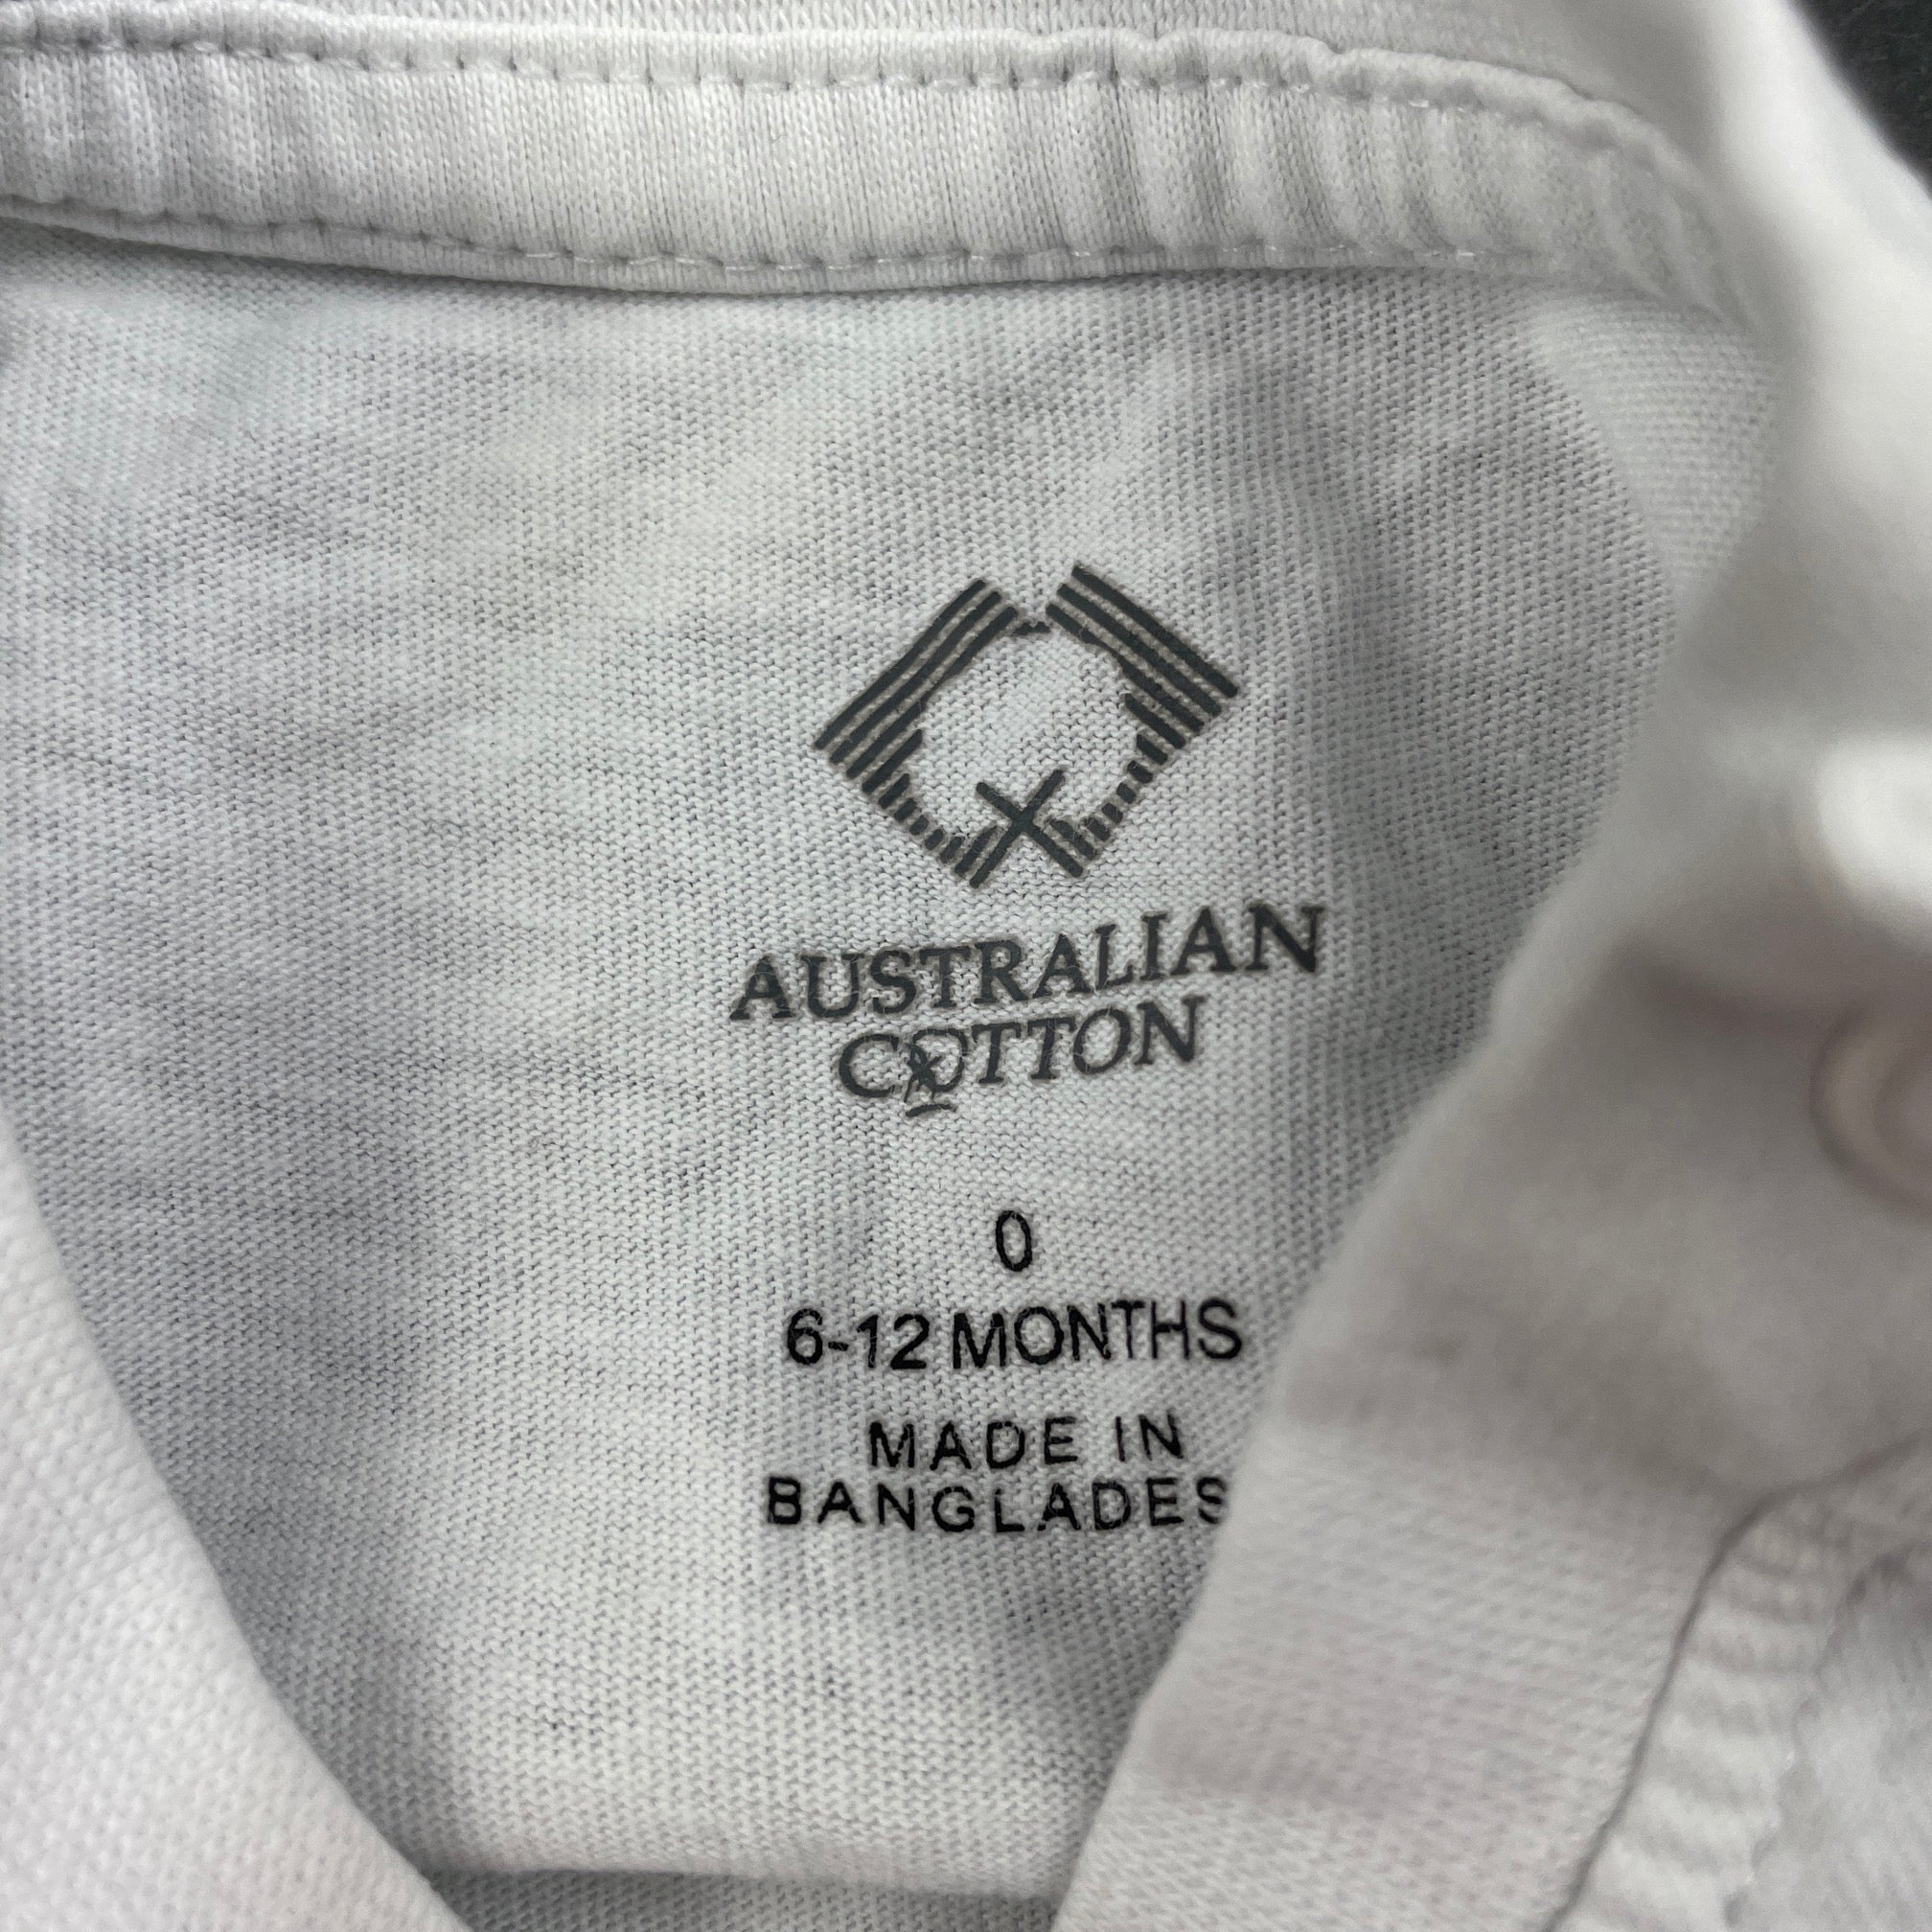 AUSTRALIAN
COTTON
0
6-12 MONTHS
MADE IN
BANGLADES